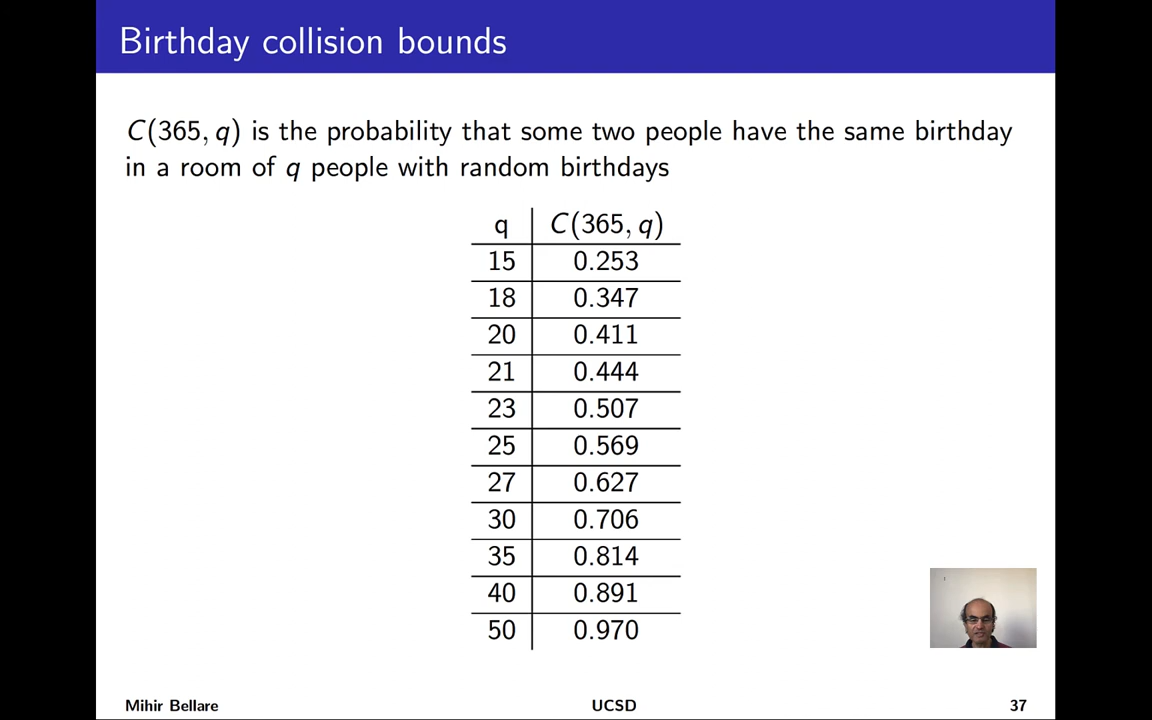 Birthday collision bounds
C(365, q) is the probability that some two people have the same birthday
in a room of q people with random birthdays
q C(365, q)
15 0.253
18 0.347
20 0.411
21 0.444
23 0.507
25 0.569
27 0.627
30 0.706
35 0.814
40 0.891
50 0.970
Mihir Bellare UCSD 37